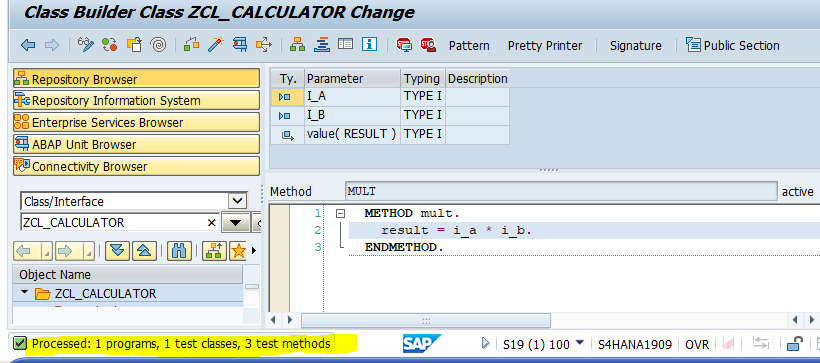 Class Builder Class ZCL_CALCULATOR Change
Pattern Pretty Printer Signature Public Section
Repository Browser
Repository Information System
Enterprise Services Browser
ABAP Unit Browser
Connectivity Browser
Class/Interface
ZCL_CALCULATOR
Object Name
ZCL_CALCULATOR
Ty. Parameter Typing Description
I_A TYPE I
I_B TYPE I
value( RESULT ) TYPE I
Method MULT active
1 METHOD mult.
2 result = i_a * i_b.
3 ENDMETHOD.
Processed: 1 programs, 1 test classes, 3 test methods
SAP S19 (1) 100 S4HANA1909 OVR